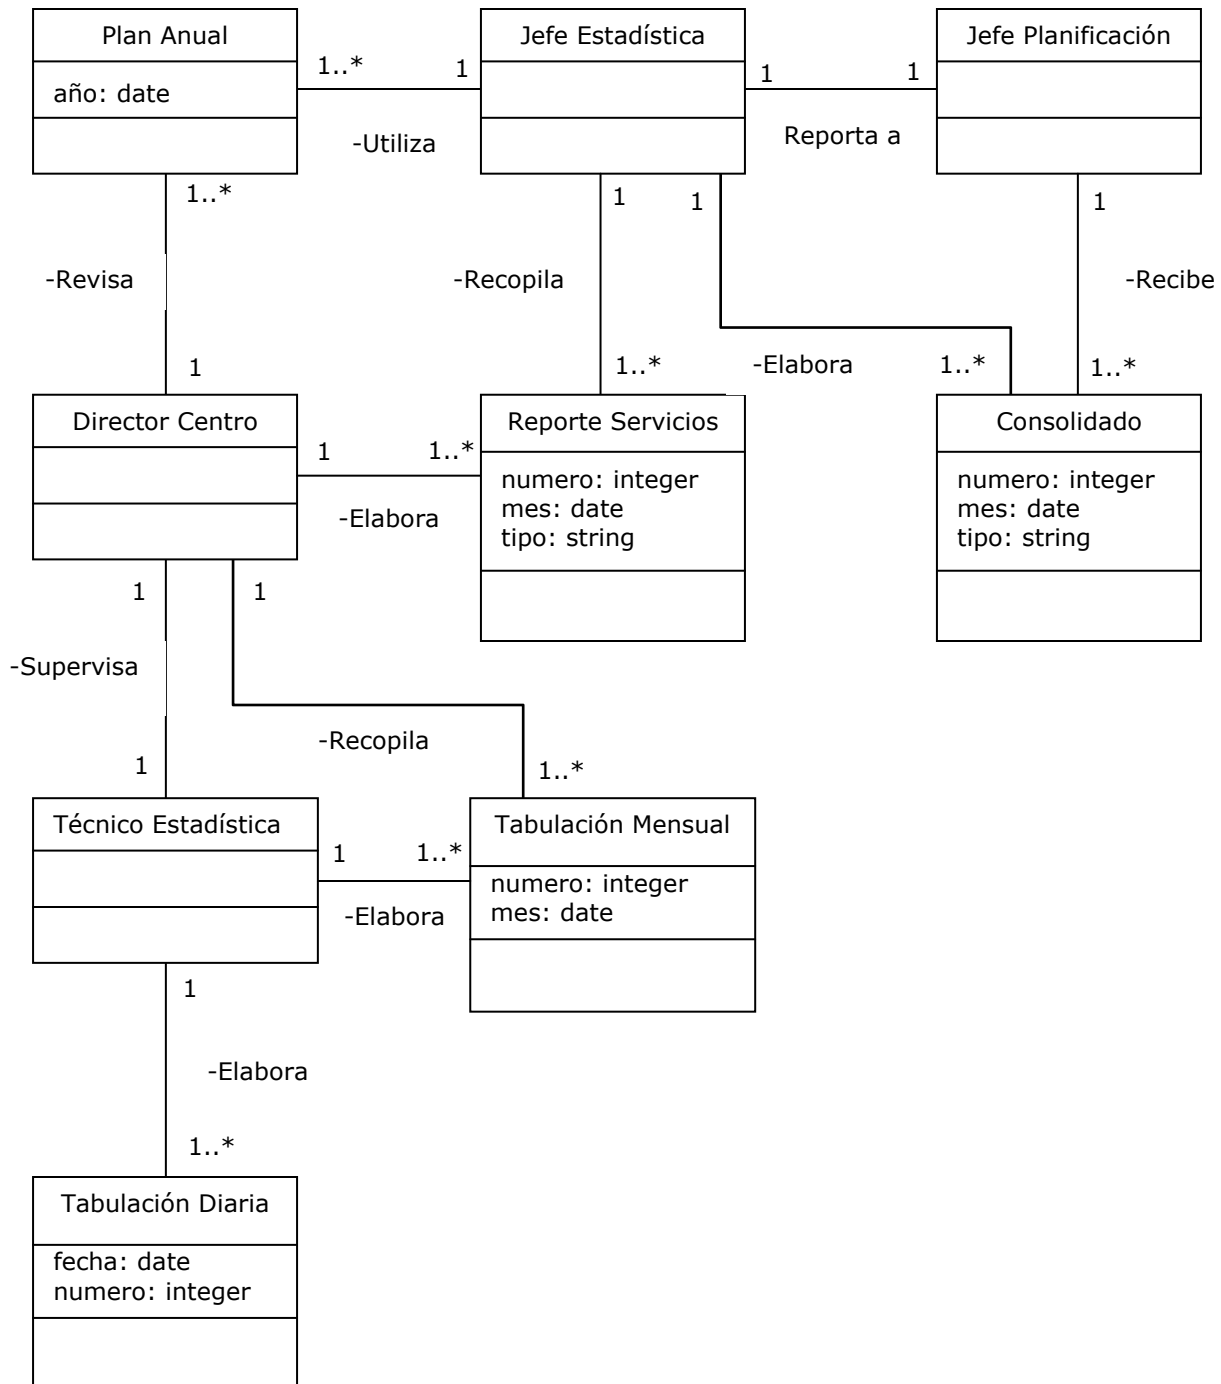 Plan Anual
Jefe Estadística
Jefe Planificación
año: date
1..*
1
1
1
-Utiliza
Reporta a
1..*
1
1
1
-Revisa
-Recopila
-Recibe
1
1..*
-Elabora
1..*
1..*
Director Centro
Reporte Servicios
Consolidado
1
1..*
numero: integer
mes: date
tipo: string
numero: integer
mes: date
tipo: string
-Elabora
1
1
-Supervisa
-Recopila
1
1..*
Técnico Estadística
Tabulación Mensual
1
1..*
numero: integer
mes: date
-Elabora
1
-Elabora
1..*
Tabulación Diaria
fecha: date
numero: integer